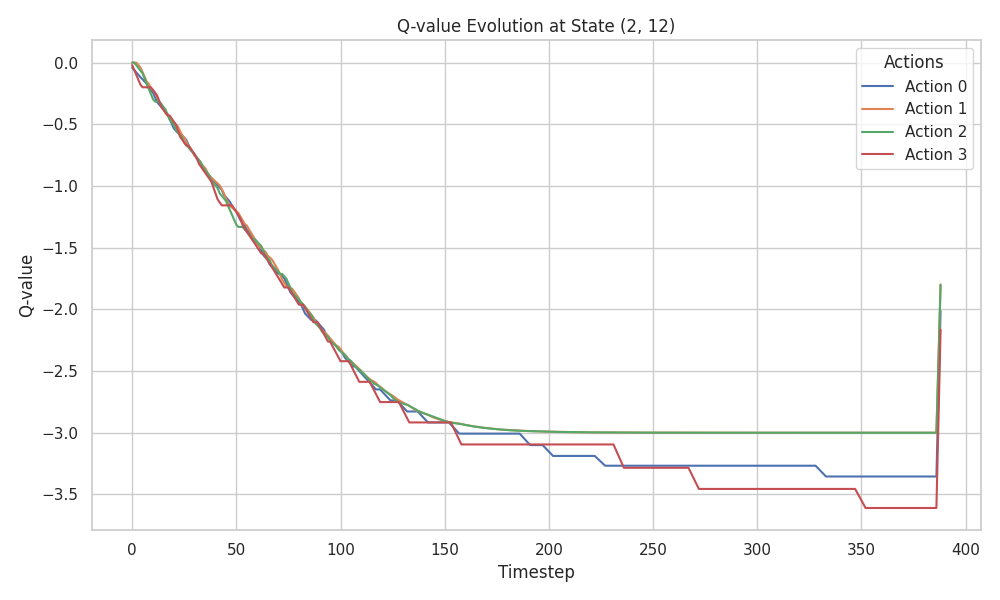 Q-value Evolution at State (2, 12)
Actions
Action 0
Action 1
Action 2
Action 3
Q-value
0.0
−0.5
−1.0
−1.5
−2.0
−2.5
−3.0
−3.5
0 50 100 150 200 250 300 350 400
Timestep